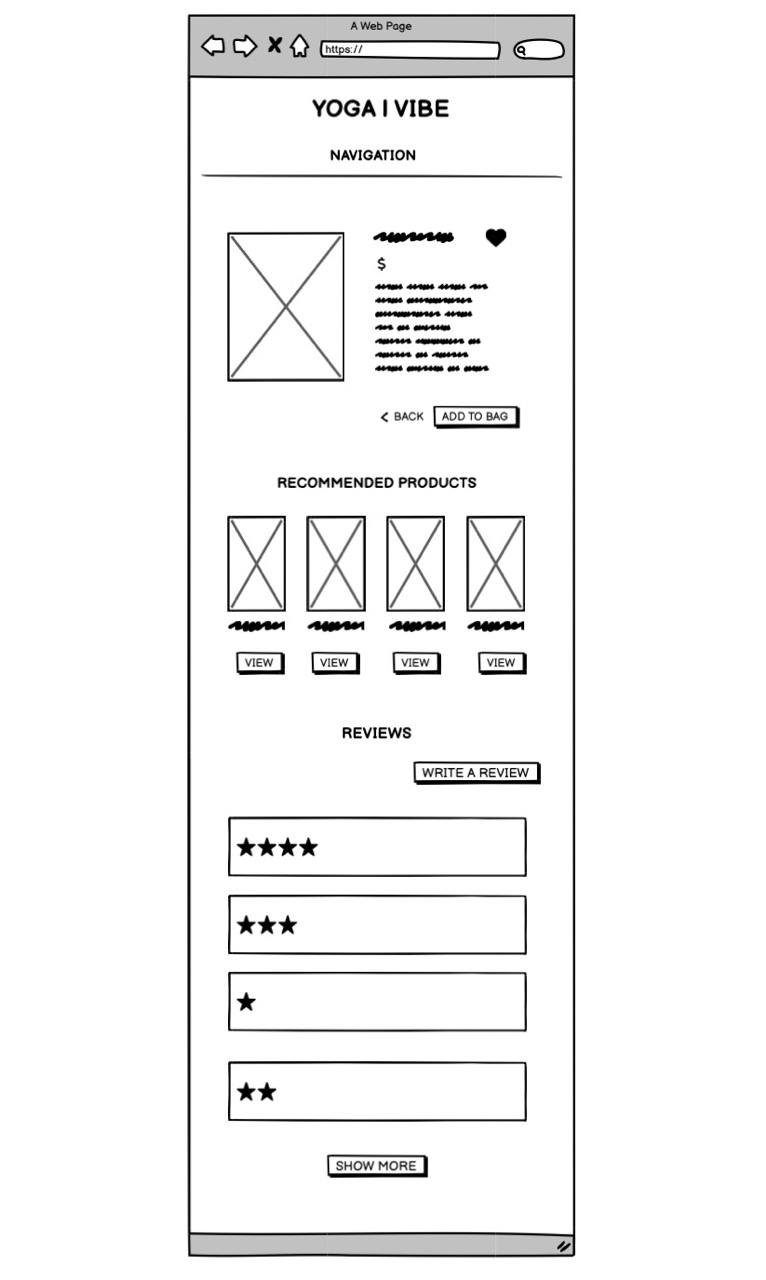 A Web Page
https://
YOGA | VIBE
NAVIGATION
$
BACK ADD TO BAG
RECOMMENDED PRODUCTS
VIEW VIEW VIEW VIEW
REVIEWS
WRITE A REVIEW
SHOW MORE